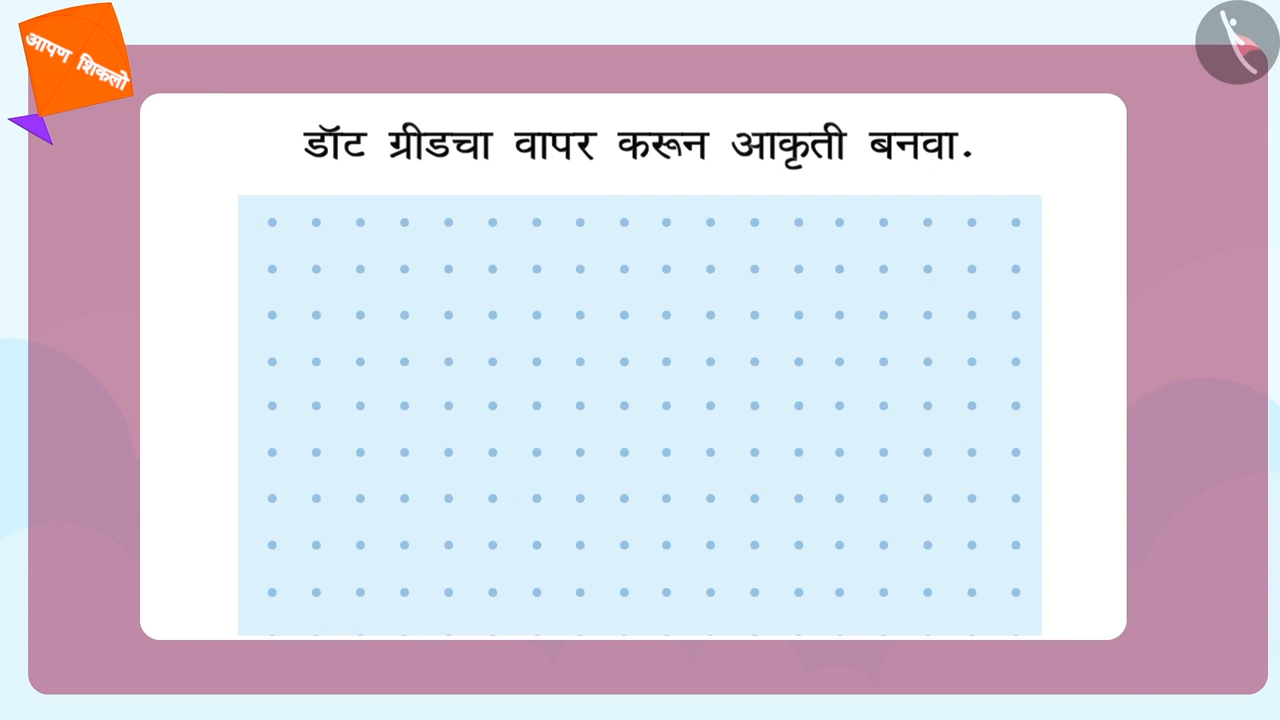 आपण शिकलो
डॉट ग्रीडचा वापर करून आकृती बनवा.